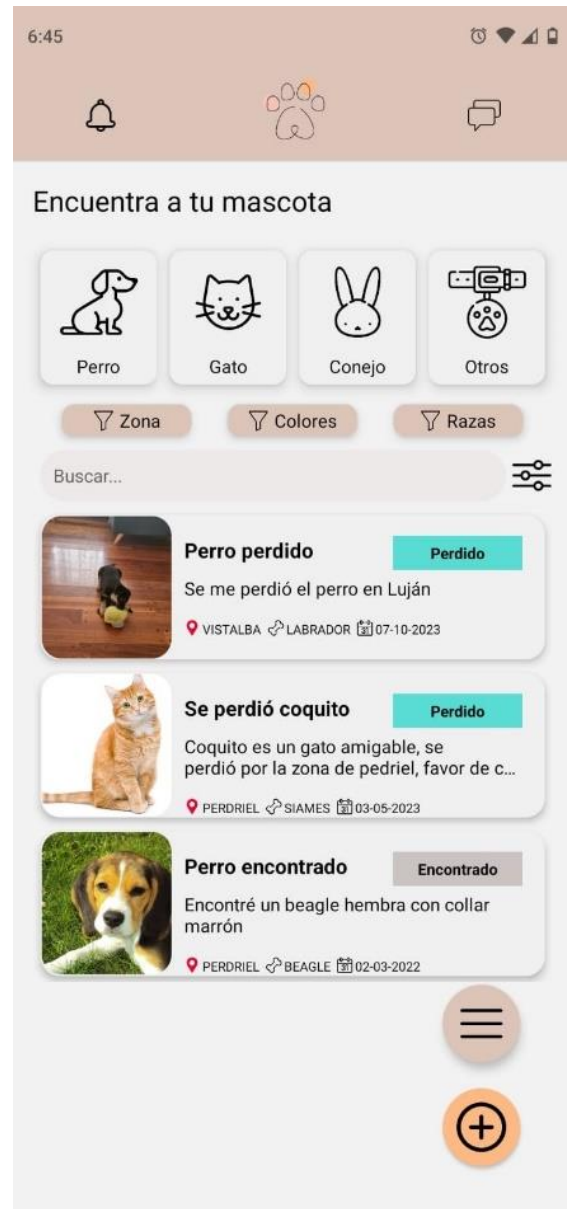 6:45
Encuentra a tu mascota
Perro
Gato
Conejo
Otros
Zona
Colores
Razas
Buscar...
Perro perdido
Perdido
Se me perdió el perro en Luján
VISTALBA LABRADOR 31 07-10-2023
Se perdió coquito
Perdido
Coquito es un gato amigable, se
perdió por la zona de pedriel, favor de c...
PERDRIEL SIAMES 31 03-05-2023
Perro encontrado
Encontrado
Encontré un beagle hembra con collar
marrón
PERDRIEL BEAGLE 31 02-03-2022